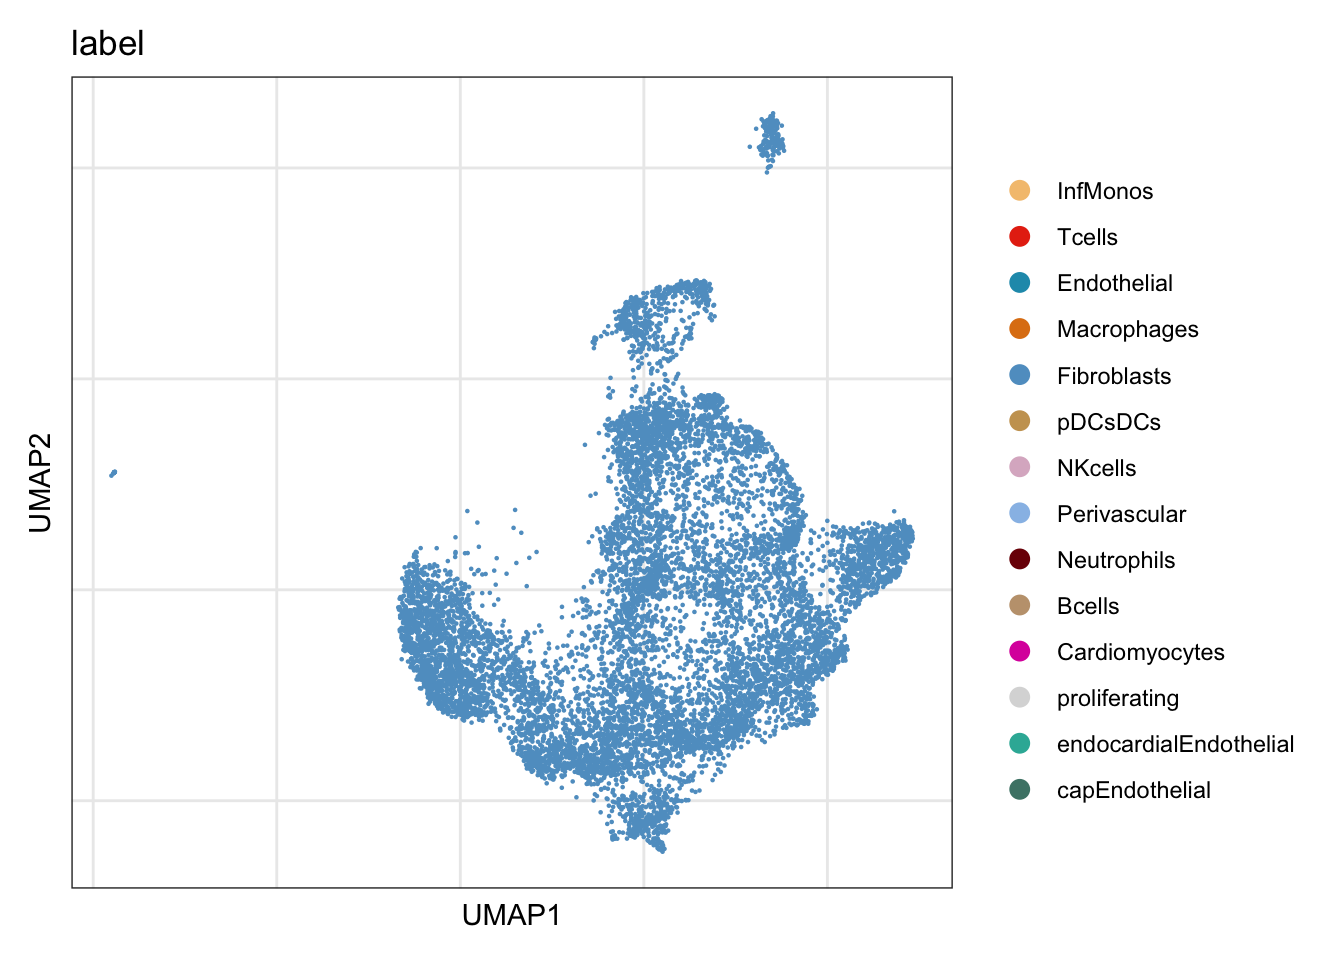 label
UMAP2
UMAP1
InfMonos
Tcells
Endothelial
Macrophages
Fibroblasts
pDCsDCs
NKcells
Perivascular
Neutrophils
Bcells
Cardiomyocytes
proliferating
endocardialEndothelial
capEndothelial